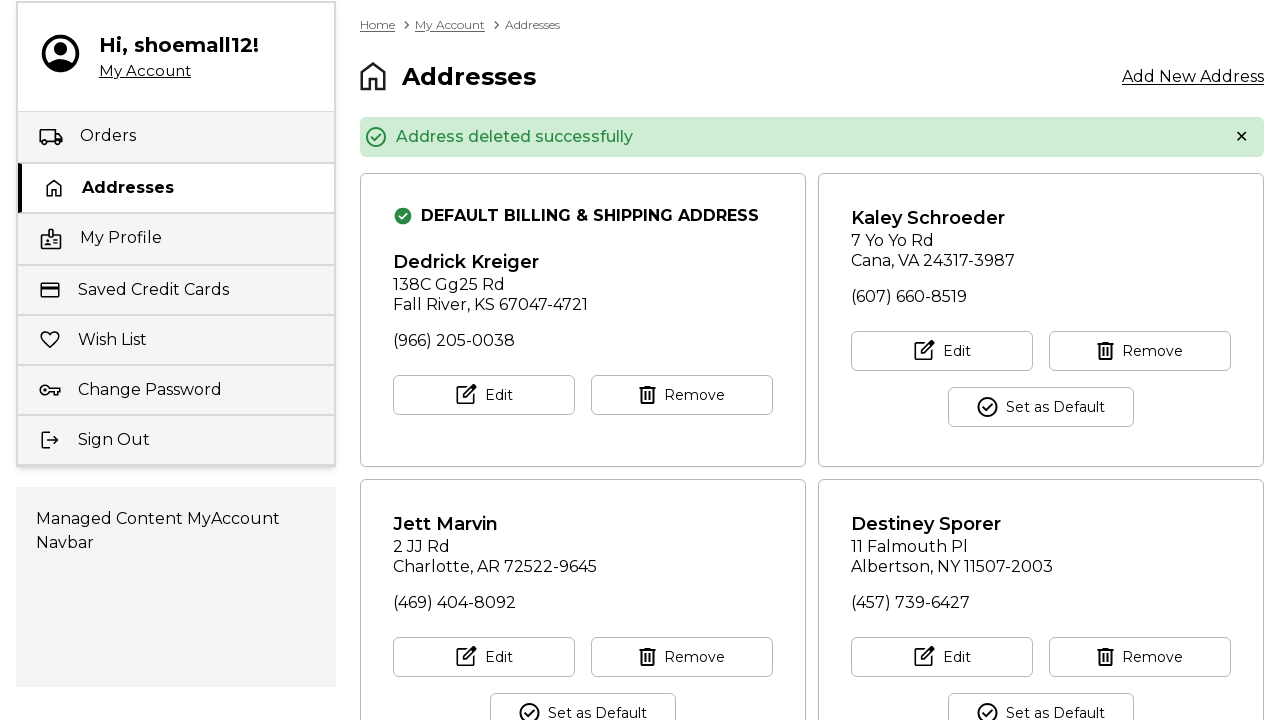 Hi, shoemall12!
My Account
Orders
Addresses
My Profile
Saved Credit Cards
Wish List
Change Password
Sign Out
Managed Content MyAccount
Navbar
Home > My Account > Addresses
Addresses
Add New Address
Address deleted successfully ×
DEFAULT BILLING & SHIPPING ADDRESS
Dedrick Kreiger
138C Gg25 Rd
Fall River, KS 67047-4721
(966) 205-0038
Edit Remove
Kaley Schroeder
7 Yo Yo Rd
Cana, VA 24317-3987
(607) 660-8519
Edit Remove
Set as Default
Jett Marvin
2 JJ Rd
Charlotte, AR 72522-9645
(469) 404-8092
Edit Remove
Set as Default
Destiney Sporer
11 Falmouth Pl
Albertson, NY 11507-2003
(457) 739-6427
Edit Remove
Set as Default